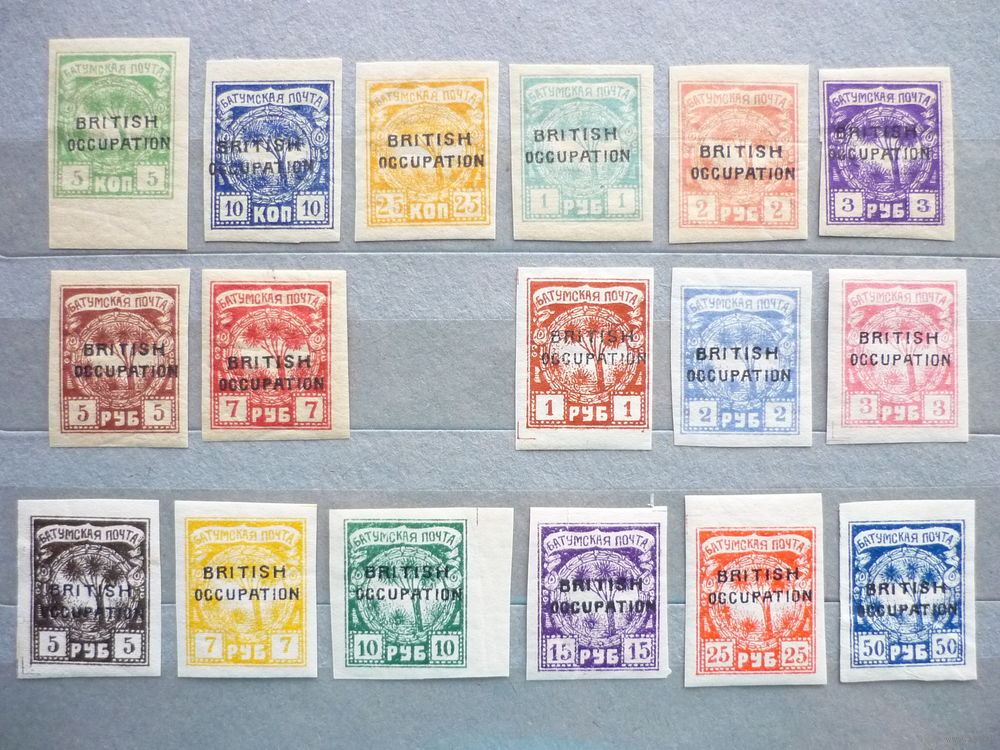 БАТУМСКАЯ ПОЧТА
BRITISH
OCCUPATION
5 КОП 5
БАТУМСКАЯ ПОЧТА
BRITISH
OCCUPATION
10 КОП 10
БАТУМСКАЯ ПОЧТА
BRITISH
OCCUPATION
25 КОП 25
БАТУМСКАЯ ПОЧТА
BRITISH
OCCUPATION
1 РУБ 1
БАТУМСКАЯ ПОЧТА
BRITISH
OCCUPATION
2 РУБ 2
БАТУМСКАЯ ПОЧТА
BRITISH
OCCUPATION
3 РУБ 3
БАТУМСКАЯ ПОЧТА
BRITISH
OCCUPATION
5 РУБ 5
БАТУМСКАЯ ПОЧТА
BRITISH
OCCUPATION
7 РУБ 7
БАТУМСКАЯ ПОЧТА
BRITISH
OCCUPATION
1 РУБ 1
БАТУМСКАЯ ПОЧТА
BRITISH
OCCUPATION
2 РУБ 2
БАТУМСКАЯ ПОЧТА
BRITISH
OCCUPATION
3 РУБ 3
БАТУМСКАЯ ПОЧТА
BRITISH
OCCUPATION
5 РУБ 5
БАТУМСКАЯ ПОЧТА
BRITISH
OCCUPATION
7 РУБ 7
БАТУМСКАЯ ПОЧТА
BRITISH
OCCUPATION
10 РУБ 10
БАТУМСКАЯ ПОЧТА
BRITISH
OCCUPATION
15 РУБ 15
БАТУМСКАЯ ПОЧТА
BRITISH
OCCUPATION
25 РУБ 25
БАТУМСКАЯ ПОЧТА
BRITISH
OCCUPATION
50 РУБ 50